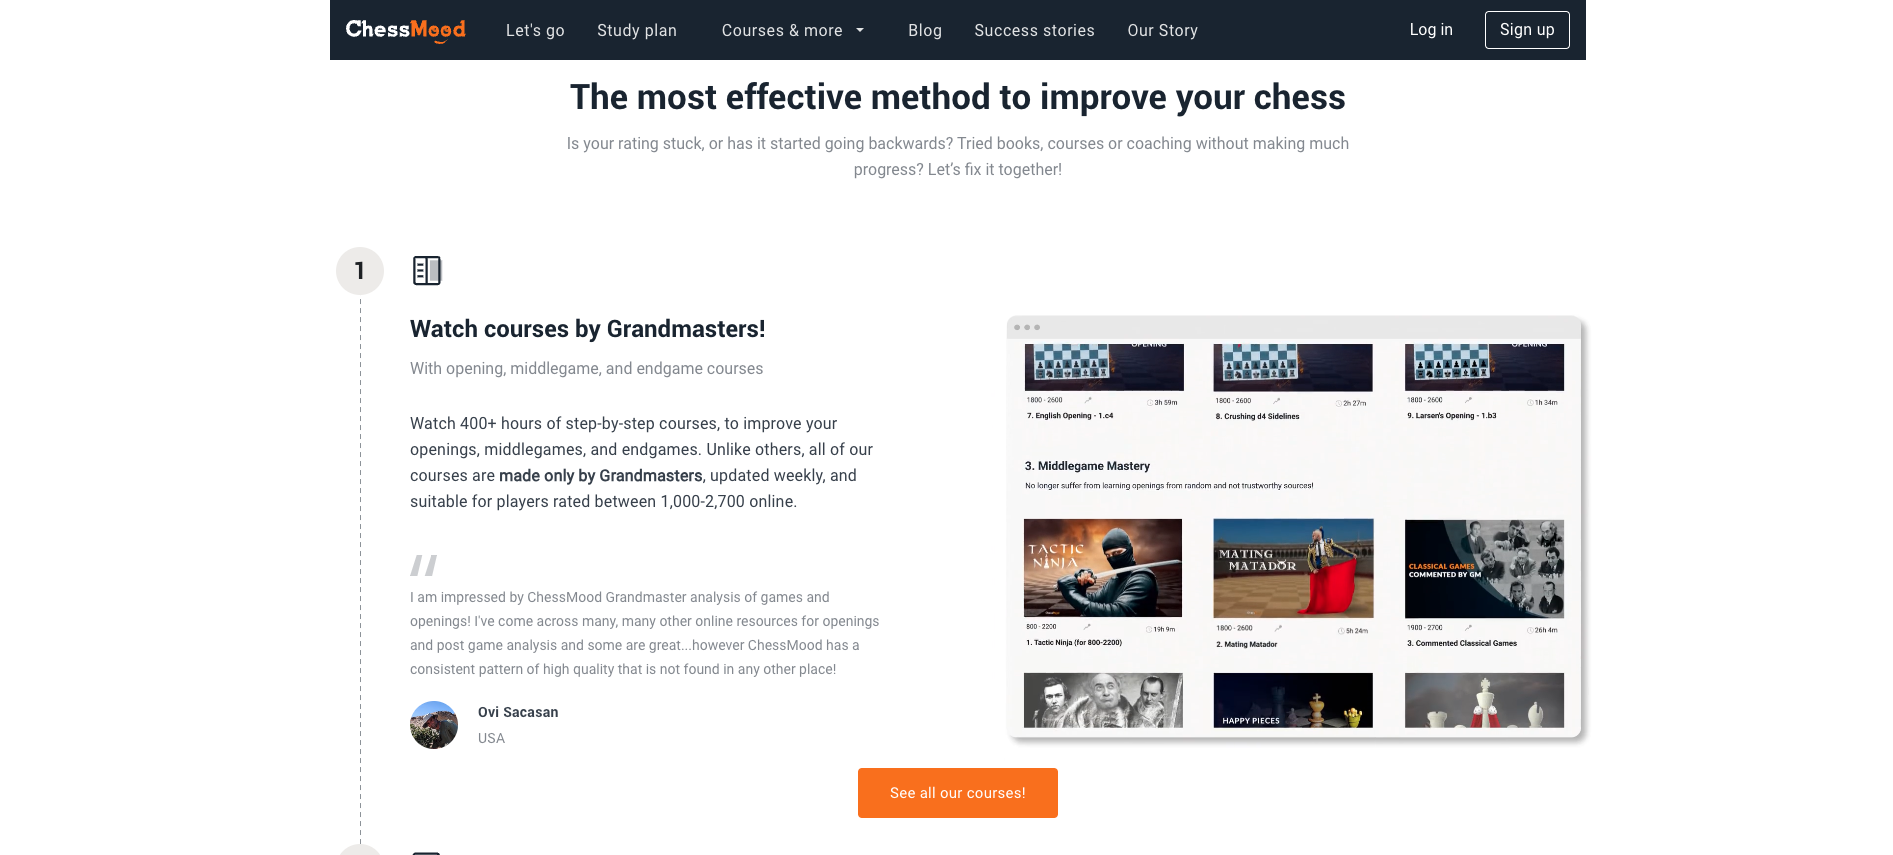 ChessMood
Let's go
Study plan
Courses & more
Blog
Success stories
Our Story
Log in
Sign up
The most effective method to improve your chess
Is your rating stuck, or has it started going backwards? Tried books, courses or coaching without making much
progress? Let’s fix it together!
1
Watch courses by Grandmasters!
With opening, middlegame, and endgame courses
Watch 400+ hours of step-by-step courses, to improve your
openings, middlegames, and endgames. Unlike others, all of our
courses are made only by Grandmasters, updated weekly, and
suitable for players rated between 1,000-2,700 online.
I am impressed by ChessMood Grandmaster analysis of games and
openings! I've come across many, many other online resources for openings
and post game analysis and some are great...however ChessMood has a
consistent pattern of high quality that is not found in any other place!
Ovi Sacasan
USA
OPENING
OPENING
1800 - 2600
3h 59m
1800 - 2600
2h 27m
1800 - 2600
1h 34m
7. English Opening - 1.c4
8. Crushing d4 Sidelines
9. Larsen's Opening - 1.b3
3. Middlegame Mastery
No longer suffer from learning openings from random and not trustworthy sources!
TACTIC
NINJA
MATING
MATADOR
CLASSICAL GAMES
COMMENTED BY GM
800 - 2200
19h 9m
1800 - 2600
5h 24m
1900 - 2700
26h 4m
1. Tactic Ninja (for 800-2200)
2. Mating Matador
3. Commented Classical Games
HAPPY PIECES
See all our courses!